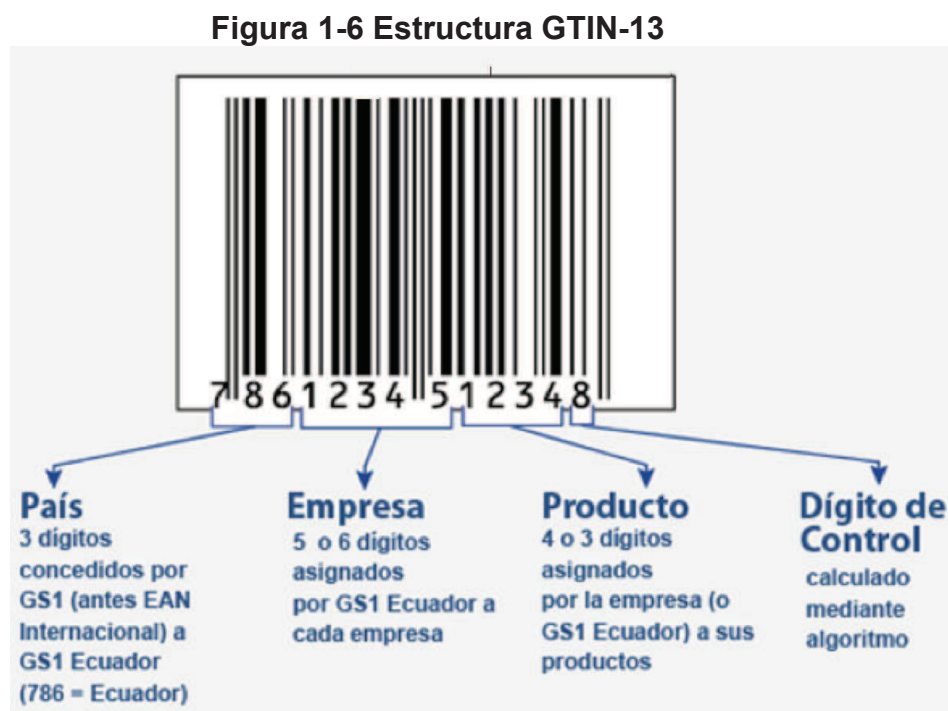 Figura 1-6 Estructura GTIN-13
7861234512348
País
3 dígitos
concedidos por
GS1 (antes EAN
Internacional) a
GS1 Ecuador
(786 = Ecuador)
Empresa
5 o 6 dígitos
asignados
por GS1 Ecuador a
cada empresa
Producto
4 o 3 dígitos
asignados
por la empresa (o
GS1 Ecuador) a sus
productos
Dígito de
Control
calculado
mediante
algoritmo